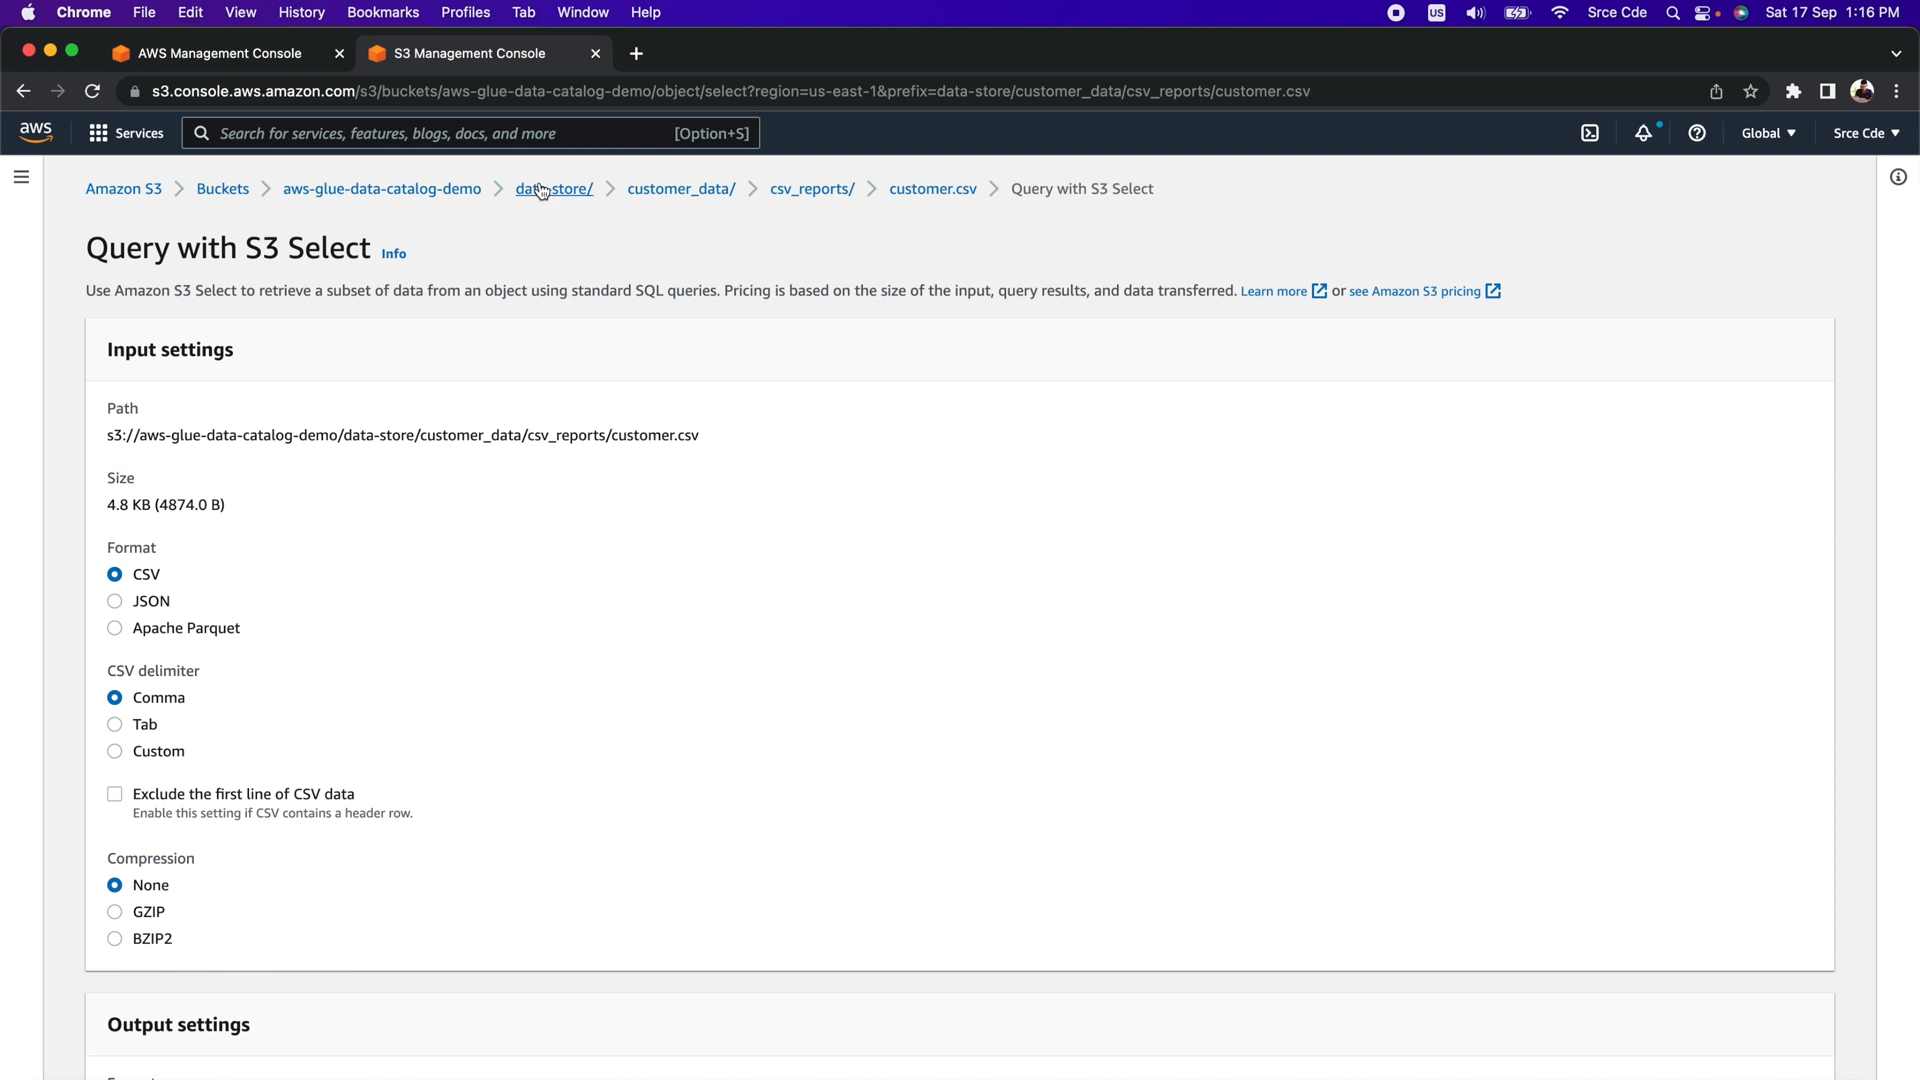 Chrome File Edit View History Bookmarks Profiles Tab Window Help US Srce Cde Sat 17 Sep 1:16 PM
AWS Management Console S3 Management Console
s3.console.aws.amazon.com/s3/buckets/aws-glue-data-catalog-demo/object/select?region=us-east-1&prefix=data-store/customer_data/csv_reports/customer.csv
aws Services Search for services, features, blogs, docs, and more [Option+S] Global Srce Cde
Amazon S3 Buckets aws-glue-data-catalog-demo data-store/ customer_data/ csv_reports/ customer.csv Query with S3 Select
Query with S3 Select Info
Use Amazon S3 Select to retrieve a subset of data from an object using standard SQL queries. Pricing is based on the size of the input, query results, and data transferred. Learn more or see Amazon S3 pricing
Input settings
Path
s3://aws-glue-data-catalog-demo/data-store/customer_data/csv_reports/customer.csv
Size
4.8 KB (4874.0 B)
Format
CSV
JSON
Apache Parquet
CSV delimiter
Comma
Tab
Custom
Exclude the first line of CSV data
Enable this setting if CSV contains a header row.
Compression
None
GZIP
BZIP2
Output settings